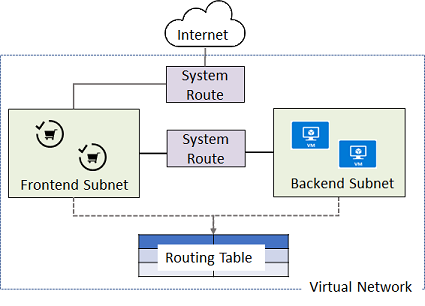 Internet
System
Route
System
Route
Frontend Subnet
VM
VM
Backend Subnet
Routing Table
Virtual Network